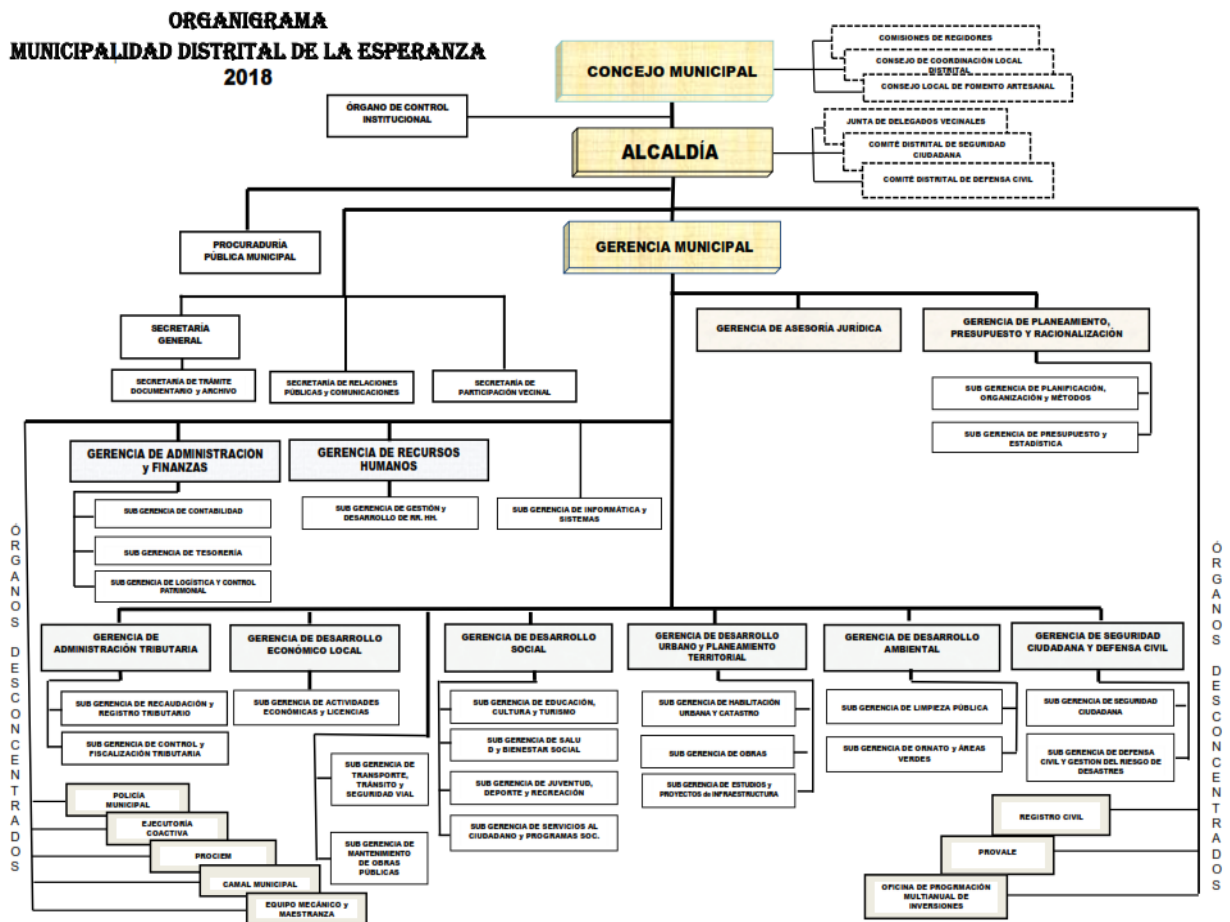 ORGANIGRAMA
MUNICIPALIDAD DISTRITAL DE LA ESPERANZA
2018
CONCEJO MUNICIPAL
COMISIONES DE REGIDORES
CONSEJO DE COORDINACIÓN LOCAL
DISTRITAL
CONSEJO LOCAL DE FOMENTO ARTESANAL
ÓRGANO DE CONTROL
INSTITUCIONAL
ALCALDÍA
JUNTA DE DELEGADOS VECINALES
COMITÉ DISTRITAL DE SEGURIDAD
CIUDADANA
COMITÉ DISTRITAL DE DEFENSA CIVIL
PROCURADURÍA
PÚBLICA MUNICIPAL
GERENCIA MUNICIPAL
SECRETARÍA
GENERAL
SECRETARÍA DE TRÁMITE
DOCUMENTARIO y ARCHIVO
SECRETARÍA DE RELACIONES
PÚBLICAS y COMUNICACIONES
SECRETARÍA DE
PARTICIPACIÓN VECINAL
GERENCIA DE ASESORÍA JURÍDICA
GERENCIA DE PLANEAMIENTO,
PRESUPUESTO Y RACIONALIZACIÓN
SUB GERENCIA DE PLANIFICACIÓN,
ORGANIZACIÓN y MÉTODOS
SUB GERENCIA DE PRESUPUESTO y
ESTADÍSTICA
GERENCIA DE ADMINISTRACION
y FINANZAS
SUB GERENCIA DE CONTABILIDAD
SUB GERENCIA DE TESORERÍA
SUB GERENCIA DE LOGÍSTICA Y CONTROL
PATRIMONIAL
GERENCIA DE RECURSOS
HUMANOS
SUB GERENCIA DE GESTIÓN y
DESARROLLO DE RR. HH.
SUB GERENCIA DE INFORMÁTICA y
SISTEMAS
ÓRGANOS DESCONCENTRADOS
ÓRGANOS DESCONCENTRADOS
GERENCIA DE
ADMINISTRACIÓN TRIBUTARIA
SUB GERENCIA DE RECAUDACIÓN y
REGISTRO TRIBUTARIO
SUB GERENCIA DE CONTROL y
FISCALIZACIÓN TRIBUTARIA
GERENCIA DE DESARROLLO
ECONÓMICO LOCAL
SUB GERENCIA DE ACTIVIDADES
ECONÓMICAS y LICENCIAS
SUB GERENCIA DE
TRANSPORTE,
TRÁNSITO y
SEGURIDAD VIAL
SUB GERENCIA DE
MANTENIMIENTO
DE OBRAS
PÚBLICAS
GERENCIA DE DESARROLLO
SOCIAL
SUB GERENCIA DE EDUCACIÓN,
CULTURA y TURISMO
SUB GERENCIA DE SALU
D y BIENESTAR SOCIAL
SUB GERENCIA DE JUVENTUD,
DEPORTE y RECREACIÓN
SUB GERENCIA DE SERVICIOS AL
CIUDADANO y PROGRAMAS SOC.
GERENCIA DE DESARROLLO
URBANO y PLANEAMIENTO
TERRITORIAL
SUB GERENCIA DE HABILITACIÓN
URBANA Y CATASTRO
SUB GERENCIA DE OBRAS
SUB GERENCIA DE ESTUDIOS y
PROYECTOS de INFRAESTRUCTURA
GERENCIA DE DESARROLLO
AMBIENTAL
SUB GERENCIA DE LIMPIEZA PÚBLICA
SUB GERENCIA DE ORNATO y ÁREAS
VERDES
GERENCIA DE SEGURIDAD
CIUDADANA Y DEFENSA CIVIL
SUB GERENCIA DE SEGURIDAD
CIUDADANA
SUB GERENCIA DE DEFENSA
CIVIL Y GESTION DEL RIESGO DE
DESASTRES
POLICÍA
MUNICIPAL
EJECUTORÍA
COACTIVA
PROCIEM
CAMAL MUNICIPAL
EQUIPO MECÁNICO y
MAESTRANZA
REGISTRO CIVIL
PROVALE
OFICINA DE PROGRMACIÓN
MULTIANUAL DE
INVERSIONES